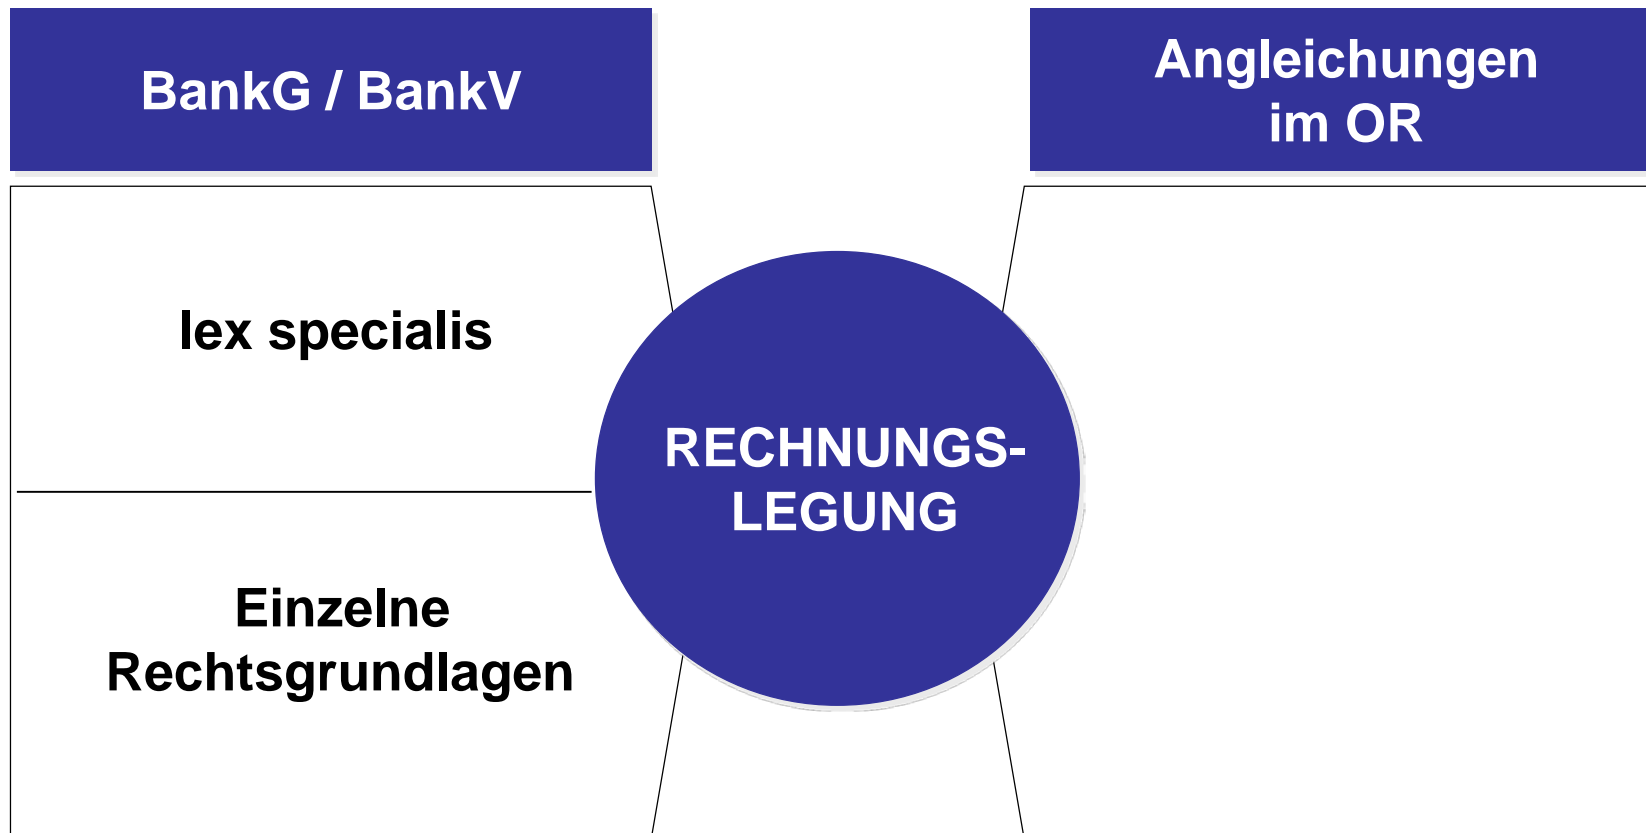 BankG / BankV
Angleichungen
im OR
lex specialis
RECHNUNGS-
LEGUNG
Einzelne
Rechtsgrundlagen